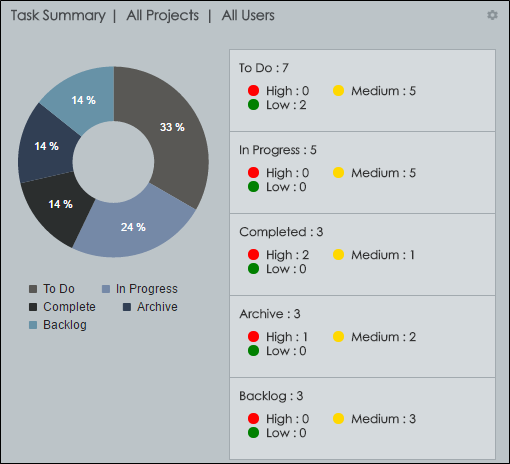 Task Summary | All Projects | All Users
14 %
33 %
14 %
14 %
24 %
To Do In Progress
Complete Archive
Backlog
To Do : 7
High : 0 Medium : 5
Low : 2
In Progress : 5
High : 0 Medium : 5
Low : 0
Completed : 3
High : 2 Medium : 1
Low : 0
Archive : 3
High : 1 Medium : 2
Low : 0
Backlog : 3
High : 0 Medium : 3
Low : 0